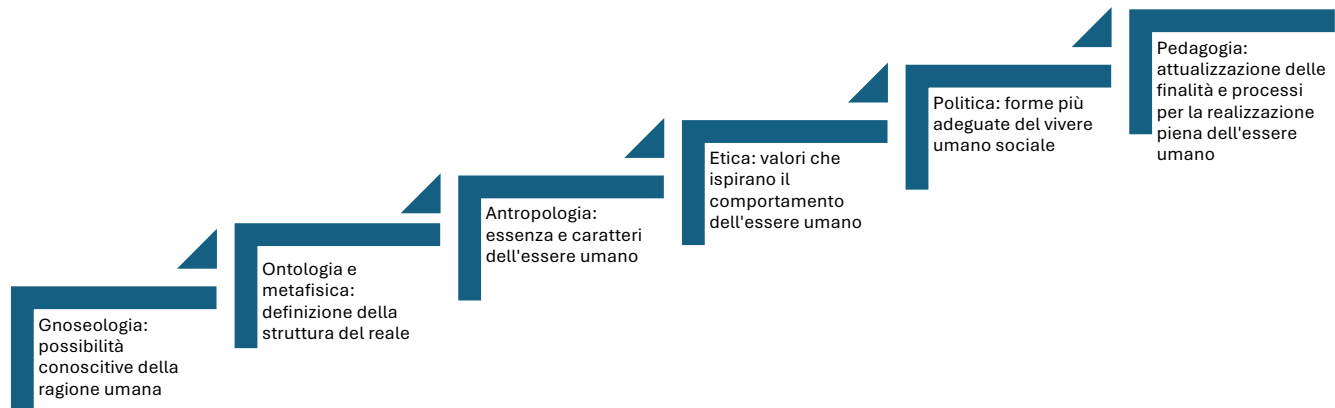 Gnoseologia:
possibilità
conoscitive della
ragione umana
Ontologia e
metafisica:
definizione della
struttura del reale
Antropologia:
essenza e caratteri
dell'essere umano
Etica: valori che
ispirano il
comportamento
dell'essere umano
Politica: forme più
adeguate del vivere
umano sociale
Pedagogia:
attualizzazione delle
finalità e processi
per la realizzazione
piena dell'essere
umano